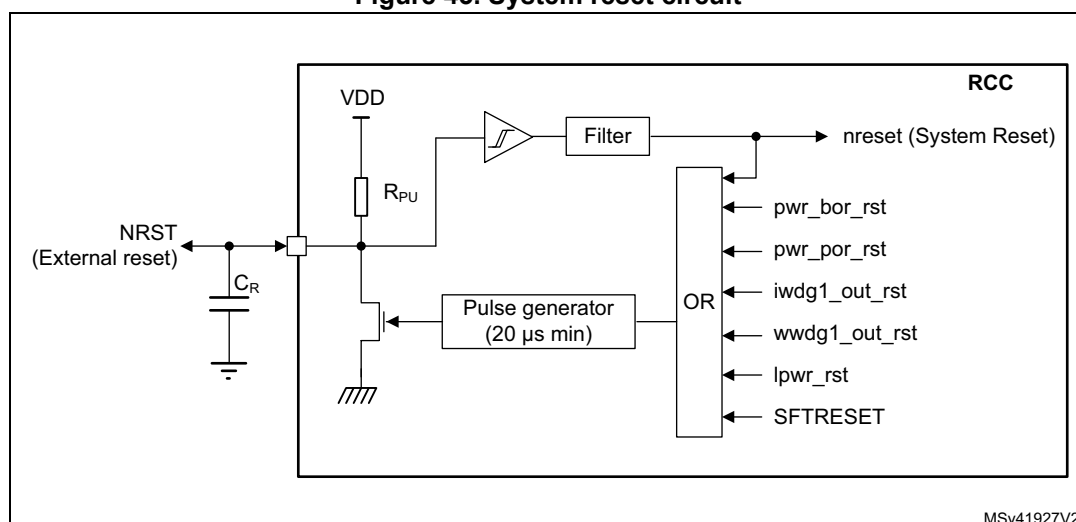 RCC
VDD
Filter
nreset (System Reset)
RPU
pwr_bor_rst
NRST
(External reset)
pwr_por_rst
CR
iwdg1_out_rst
OR
Pulse generator
(20 µs min)
wwdg1_out_rst
lpwr_rst
SFTRESET
MSv41927V2